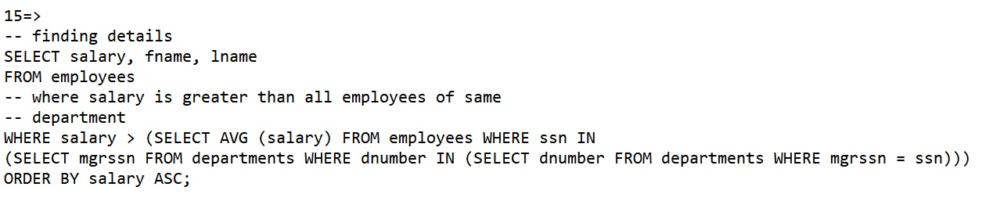 15=>
-- finding details
SELECT salary, fname, lname
FROM employees
-- where salary is greater than all employees of same
-- department
WHERE salary > (SELECT AVG (salary) FROM employees WHERE ssn IN
(SELECT mgrssn FROM departments WHERE dnumber IN (SELECT dnumber FROM departments WHERE mgrssn = ssn)))
ORDER BY salary ASC;